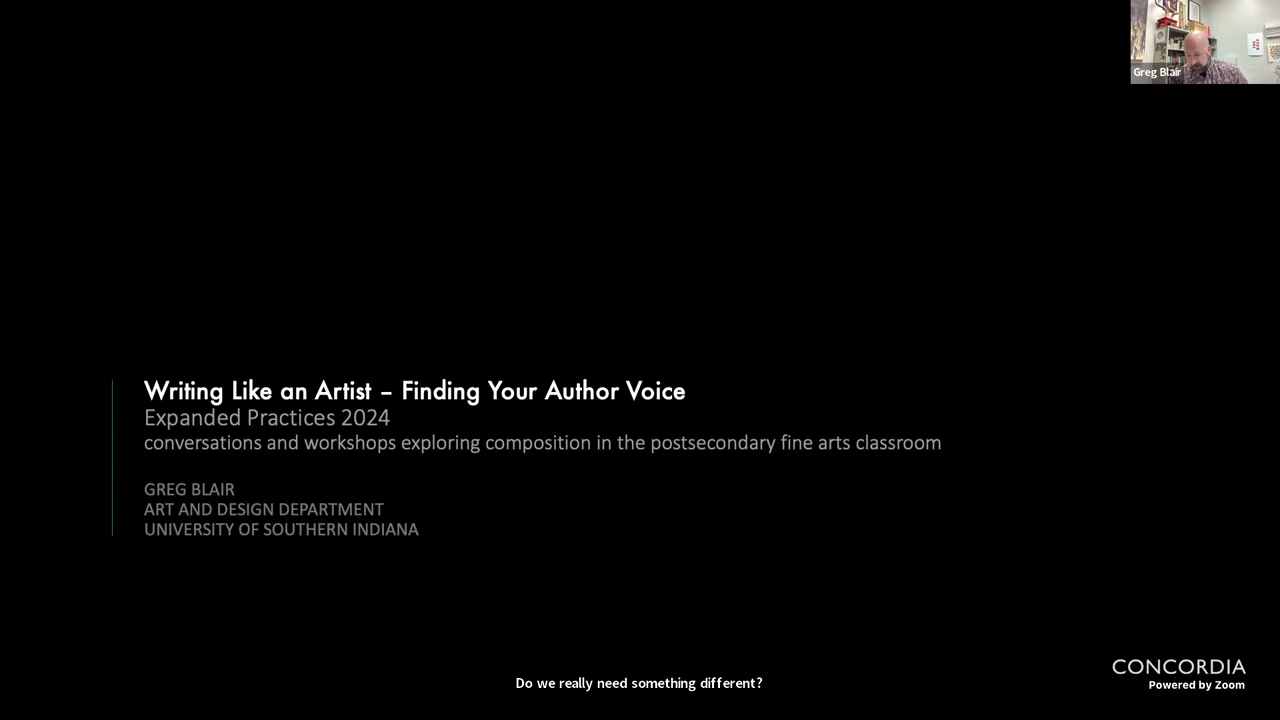 Greg Blair
Writing Like an Artist – Finding Your Author Voice
Expanded Practices 2024
conversations and workshops exploring composition in the postsecondary fine arts classroom
GREG BLAIR
ART AND DESIGN DEPARTMENT
UNIVERSITY OF SOUTHERN INDIANA
CONCORDIA
Powered by Zoom
Do we really need something different?